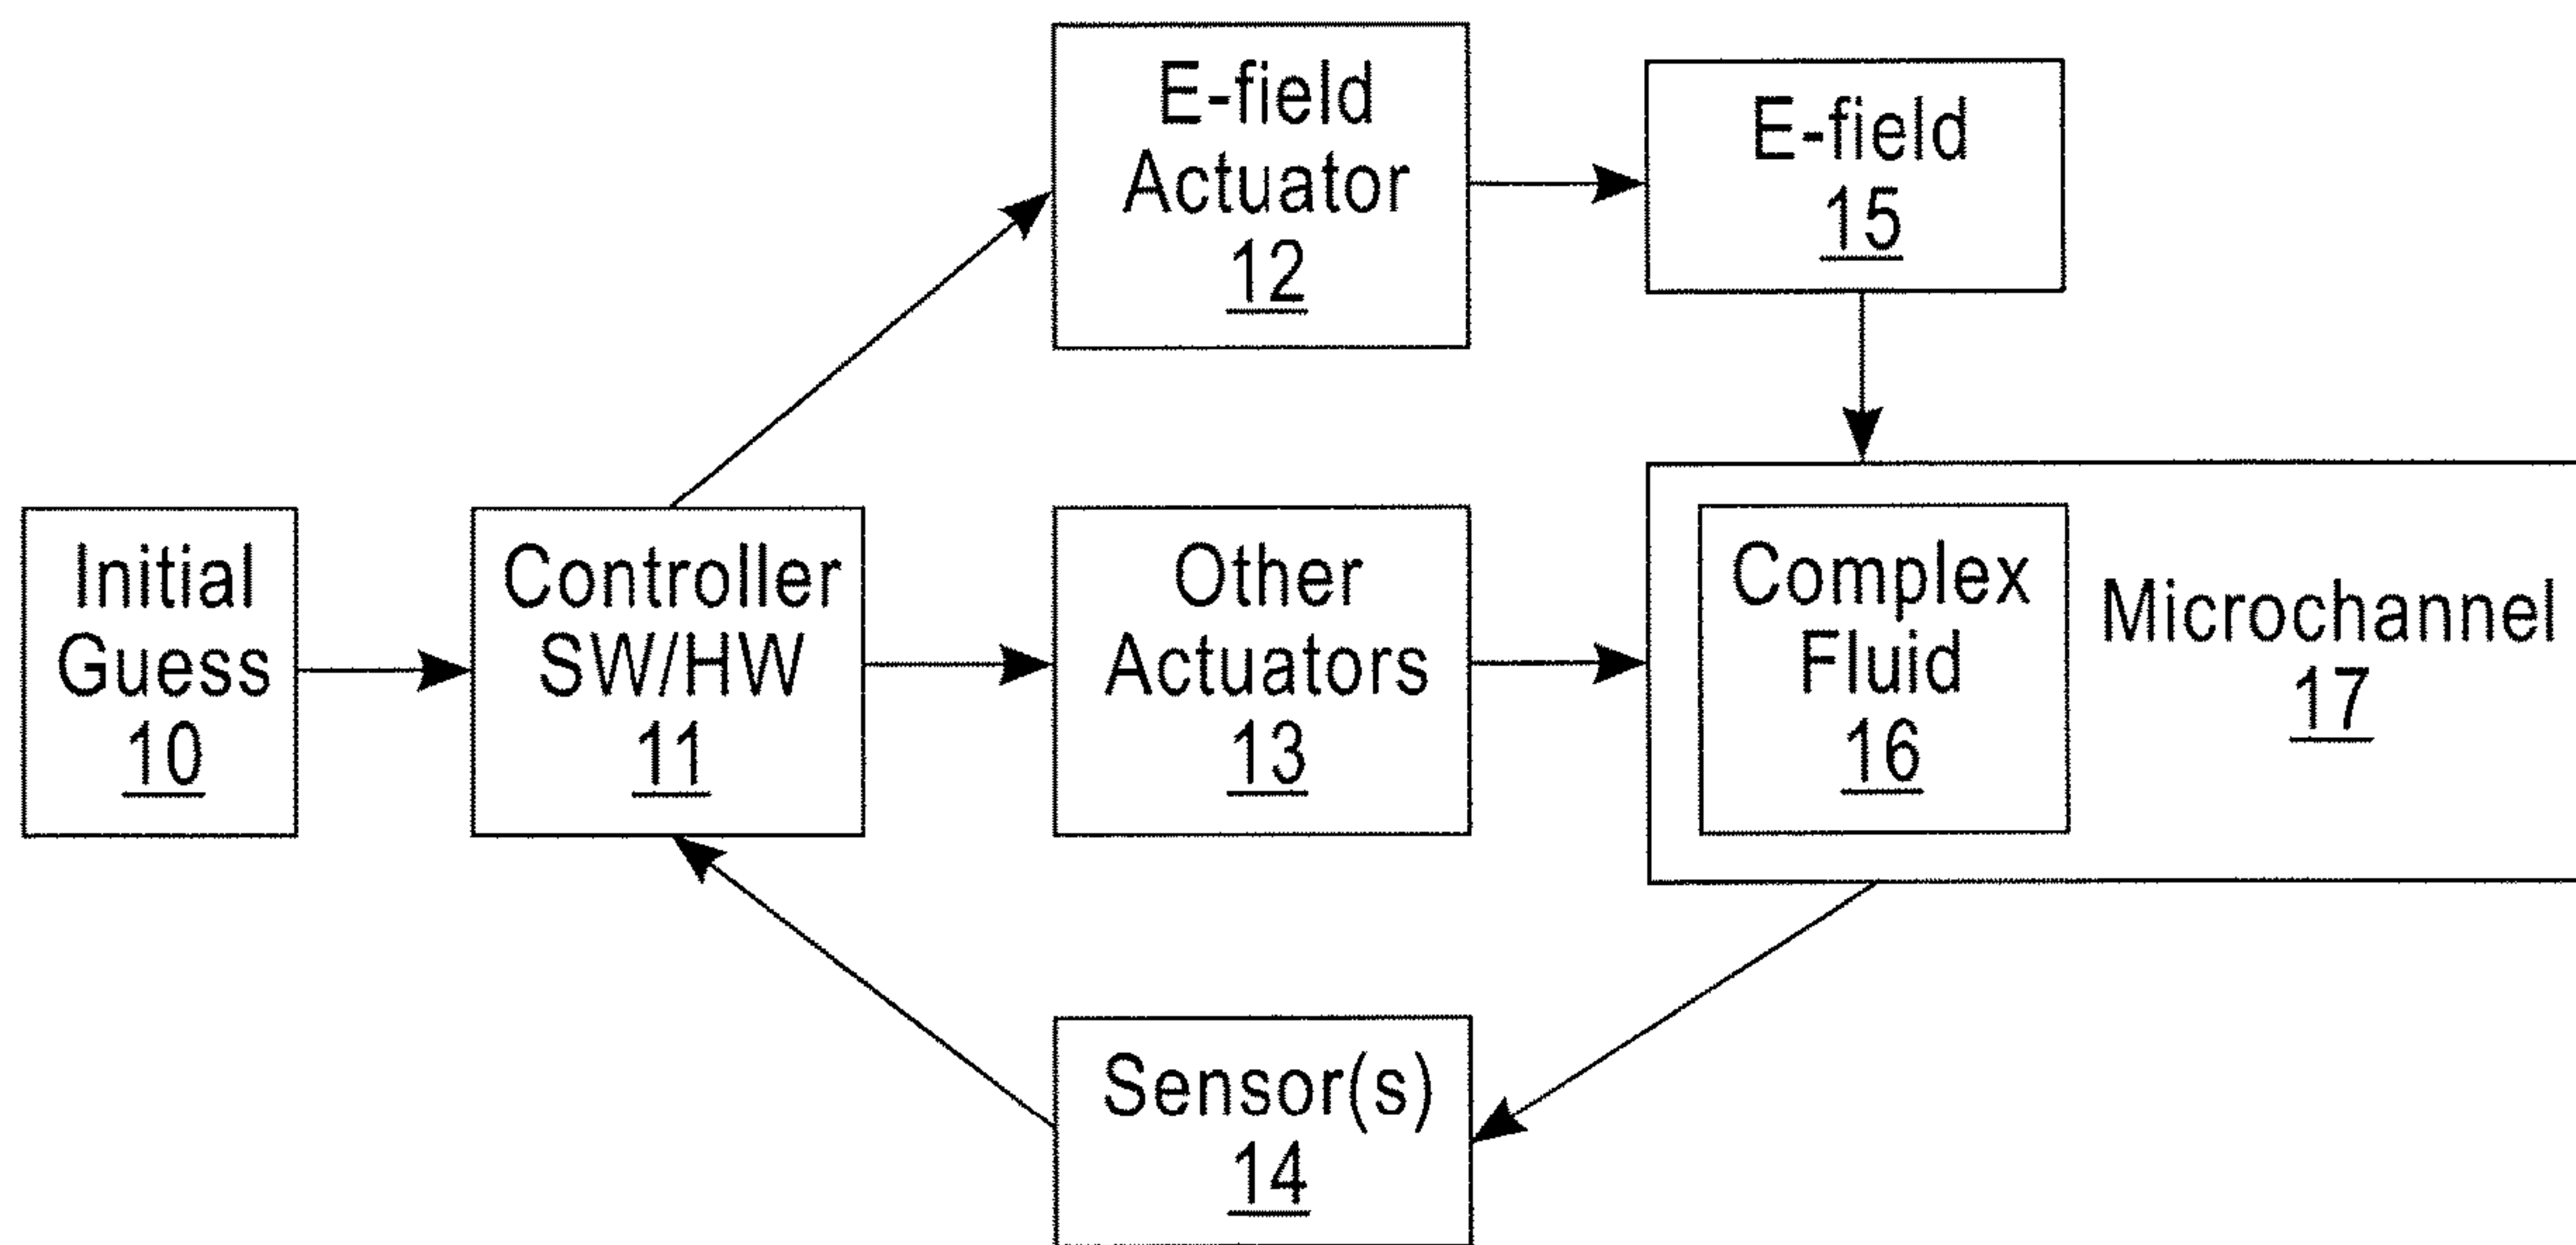 E-field
Actuator
12
E-field
15
Initial
Guess
10
Controller
SW/HW
11
Other
Actuators
13
Complex
Fluid
16
Microchannel
17
Sensor(s)
14